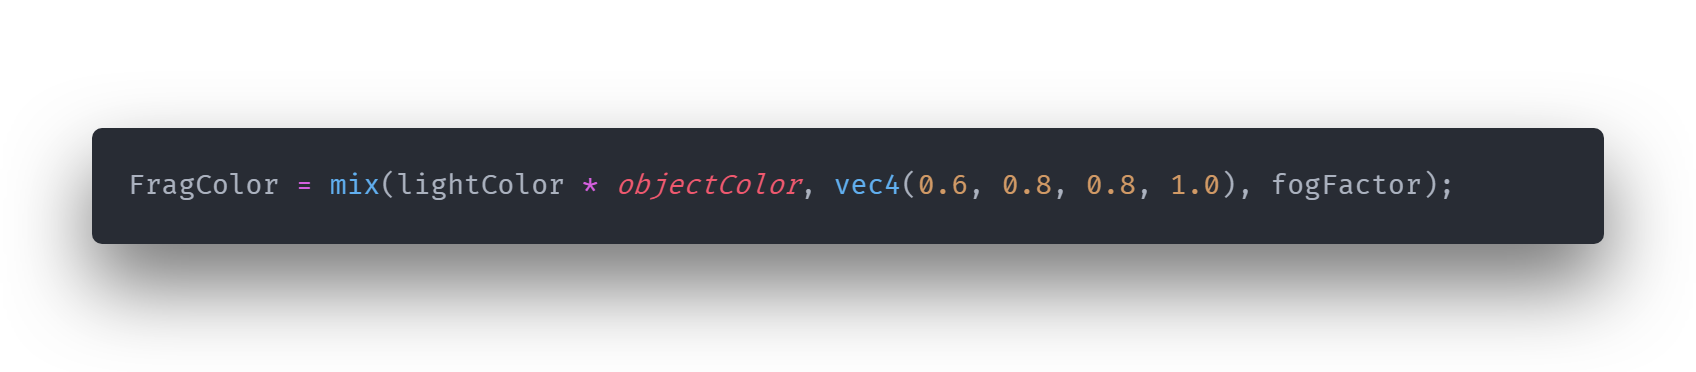 FragColor = mix(lightColor * objectColor, vec4(0.6, 0.8, 0.8, 1.0), fogFactor);